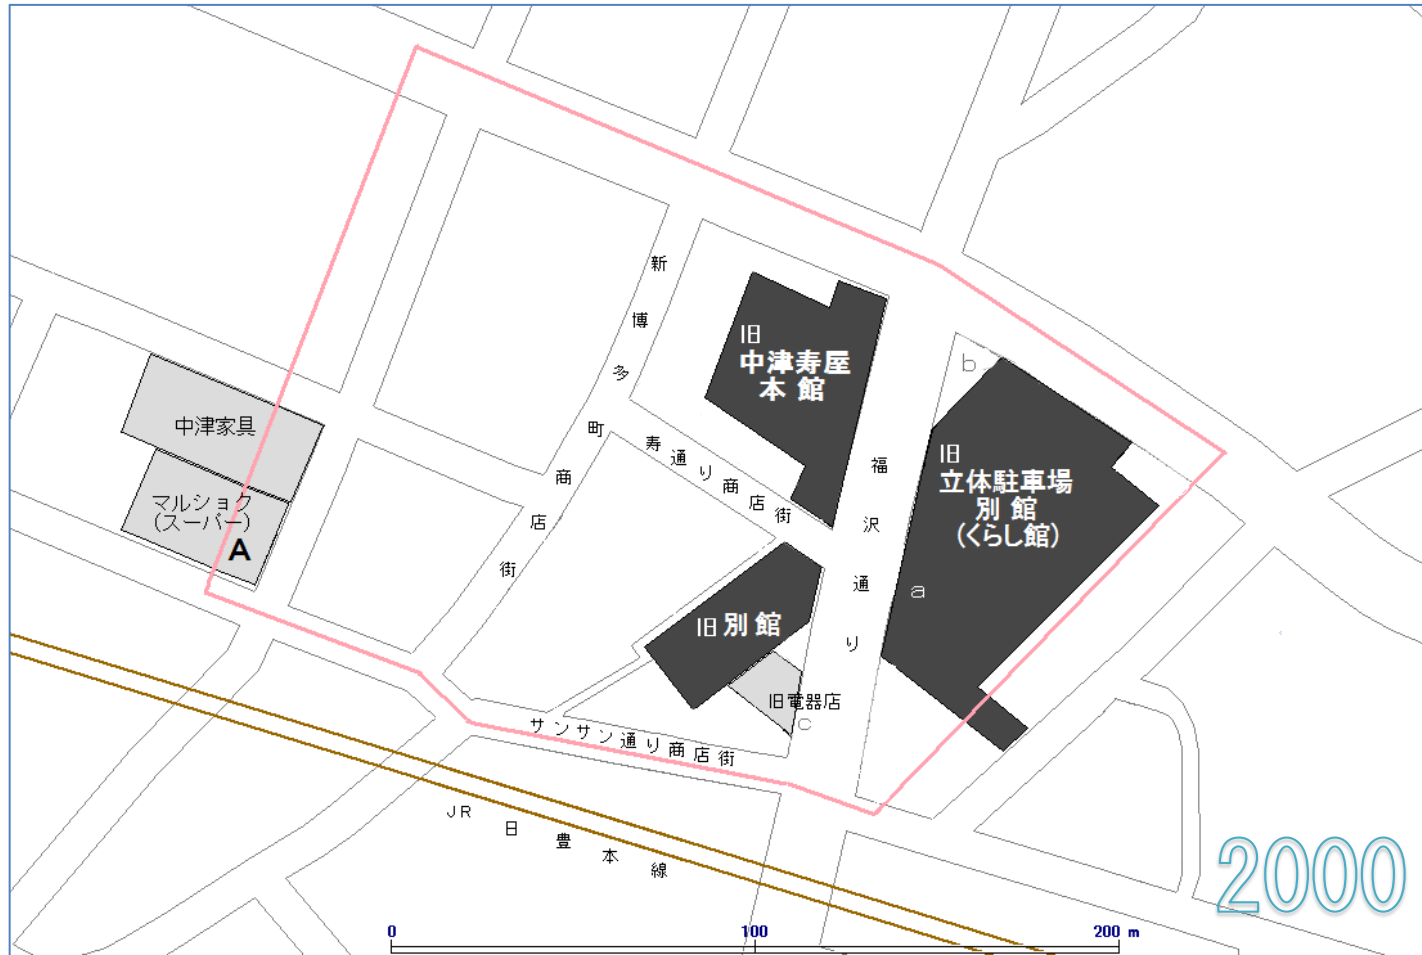 新博多町商店街
旧
中津寿屋
本館
b
旧
立体駐車場
別館
(くらし館)
a
中津家具
マルショク
(スーパー)
A
寿通り商店街
福沢通り
旧別館
旧電器店
c
サンサン通り商店街
JR日豊本線
2000
0
100
200 m